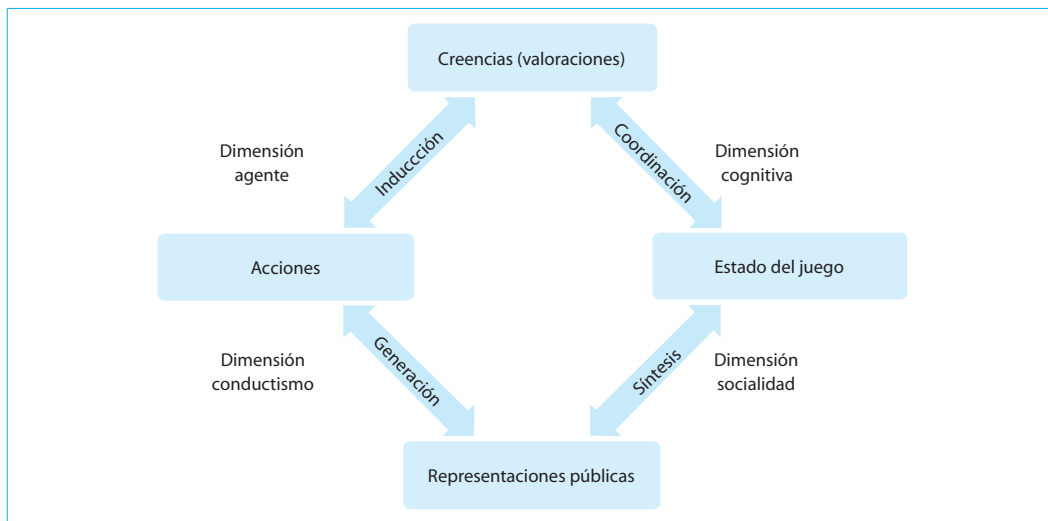 Creencias (valoraciones)
Dimensión
agente
Induccción
Coordinación
Dimensión
cognitiva
Acciones
Estado del juego
Dimensión
conductismo
Generación
Síntesis
Dimensión
socialidad
Representaciones públicas